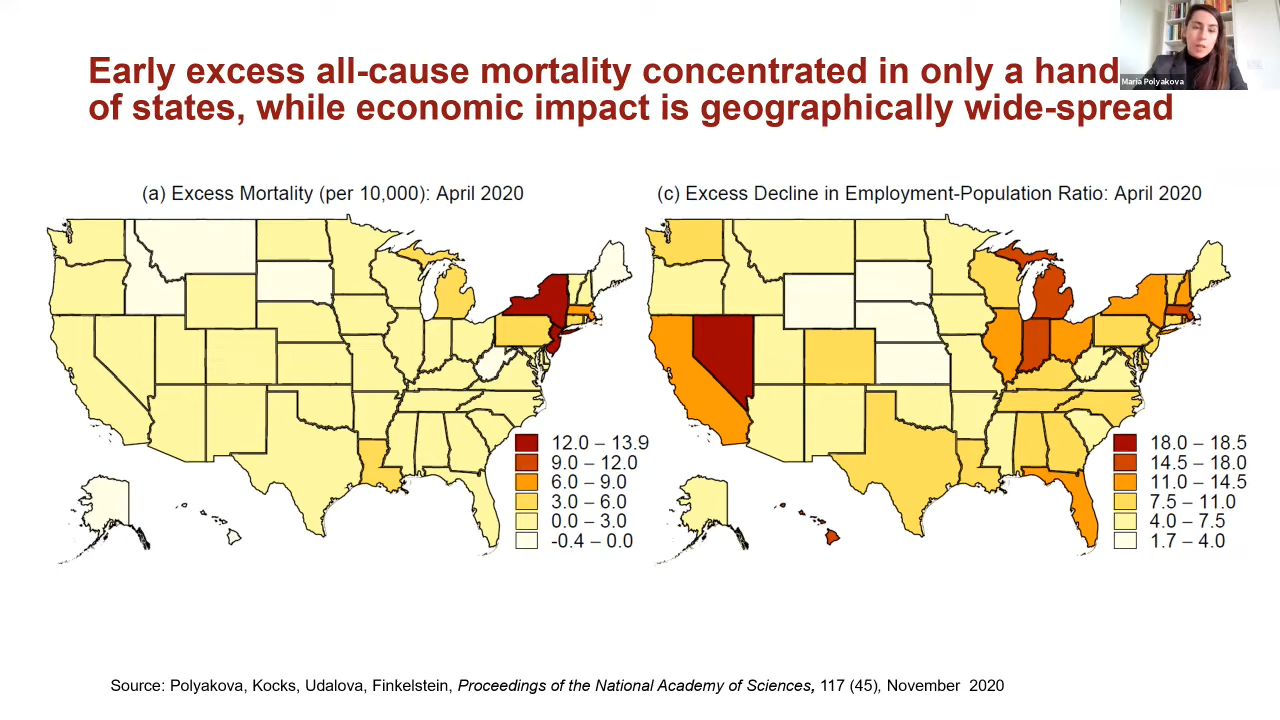 Early excess all-cause mortality concentrated in only a hand
Maria Polyakova
of states, while economic impact is geographically wide-spread
(a) Excess Mortality (per 10,000): April 2020
12.0 – 13.9
9.0 – 12.0
6.0 – 9.0
3.0 – 6.0
0.0 – 3.0
-0.4 – 0.0
(c) Excess Decline in Employment-Population Ratio: April 2020
18.0 – 18.5
14.5 – 18.0
11.0 – 14.5
7.5 – 11.0
4.0 – 7.5
1.7 – 4.0
Source: Polyakova, Kocks, Udalova, Finkelstein, Proceedings of the National Academy of Sciences, 117 (45), November 2020